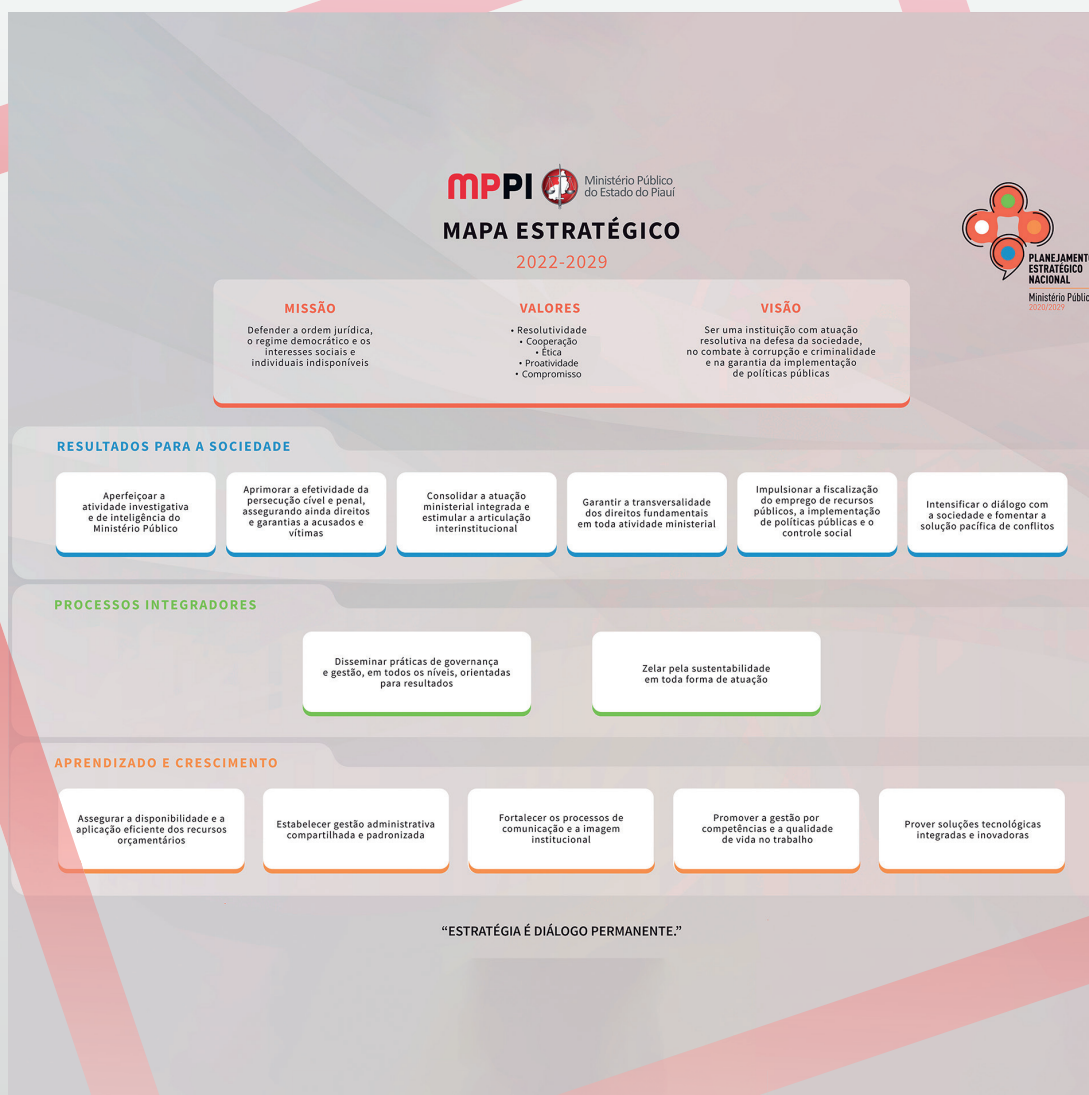 MPPI
Ministério Público
do Estado do Piauí
MAPA ESTRATÉGICO
2022-2029
PLANEJAMENTO
ESTRATÉGICO
NACIONAL
Ministério Públic
2020/2029
MISSÃO
Defender a ordem jurídica,
o regime democrático e os
interesses sociais e
individuais indisponíveis
VALORES
• Resolutividade
• Cooperação
• Ética
• Proatividade
• Compromisso
VISÃO
Ser uma instituição com atuação
resolutiva na defesa da sociedade,
no combate à corrupção e criminalidade
e na garantia da implementação
de políticas públicas
RESULTADOS PARA A SOCIEDADE
Aperfeiçoar a
atividade investigativa
e de inteligência do
Ministério Público
Aprimorar a efetividade da
persecução cível e penal,
assegurando ainda direitos
e garantias a acusados e
vítimas
Consolidar a atuação
ministerial integrada e
estimular a articulação
interinstitucional
Garantir a transversalidade
dos direitos fundamentais
em toda atividade ministerial
Impulsionar a fiscalização
do emprego de recursos
públicos, a implementação
de políticas públicas e o
controle social
Intensificar o diálogo com
a sociedade e fomentar a
solução pacífica de conflitos
PROCESSOS INTEGRADORES
Disseminar práticas de governança
e gestão, em todos os níveis, orientadas
para resultados
Zelar pela sustentabilidade
em toda forma de atuação
APRENDIZADO E CRESCIMENTO
Assegurar a disponibilidade e a
aplicação eficiente dos recursos
orçamentários
Estabelecer gestão administrativa
compartilhada e padronizada
Fortalecer os processos de
comunicação e a imagem
institucional
Promover a gestão por
competências e a qualidade
de vida no trabalho
Prover soluções tecnológicas
integradas e inovadoras
“ESTRATÉGIA É DIÁLOGO PERMANENTE.”